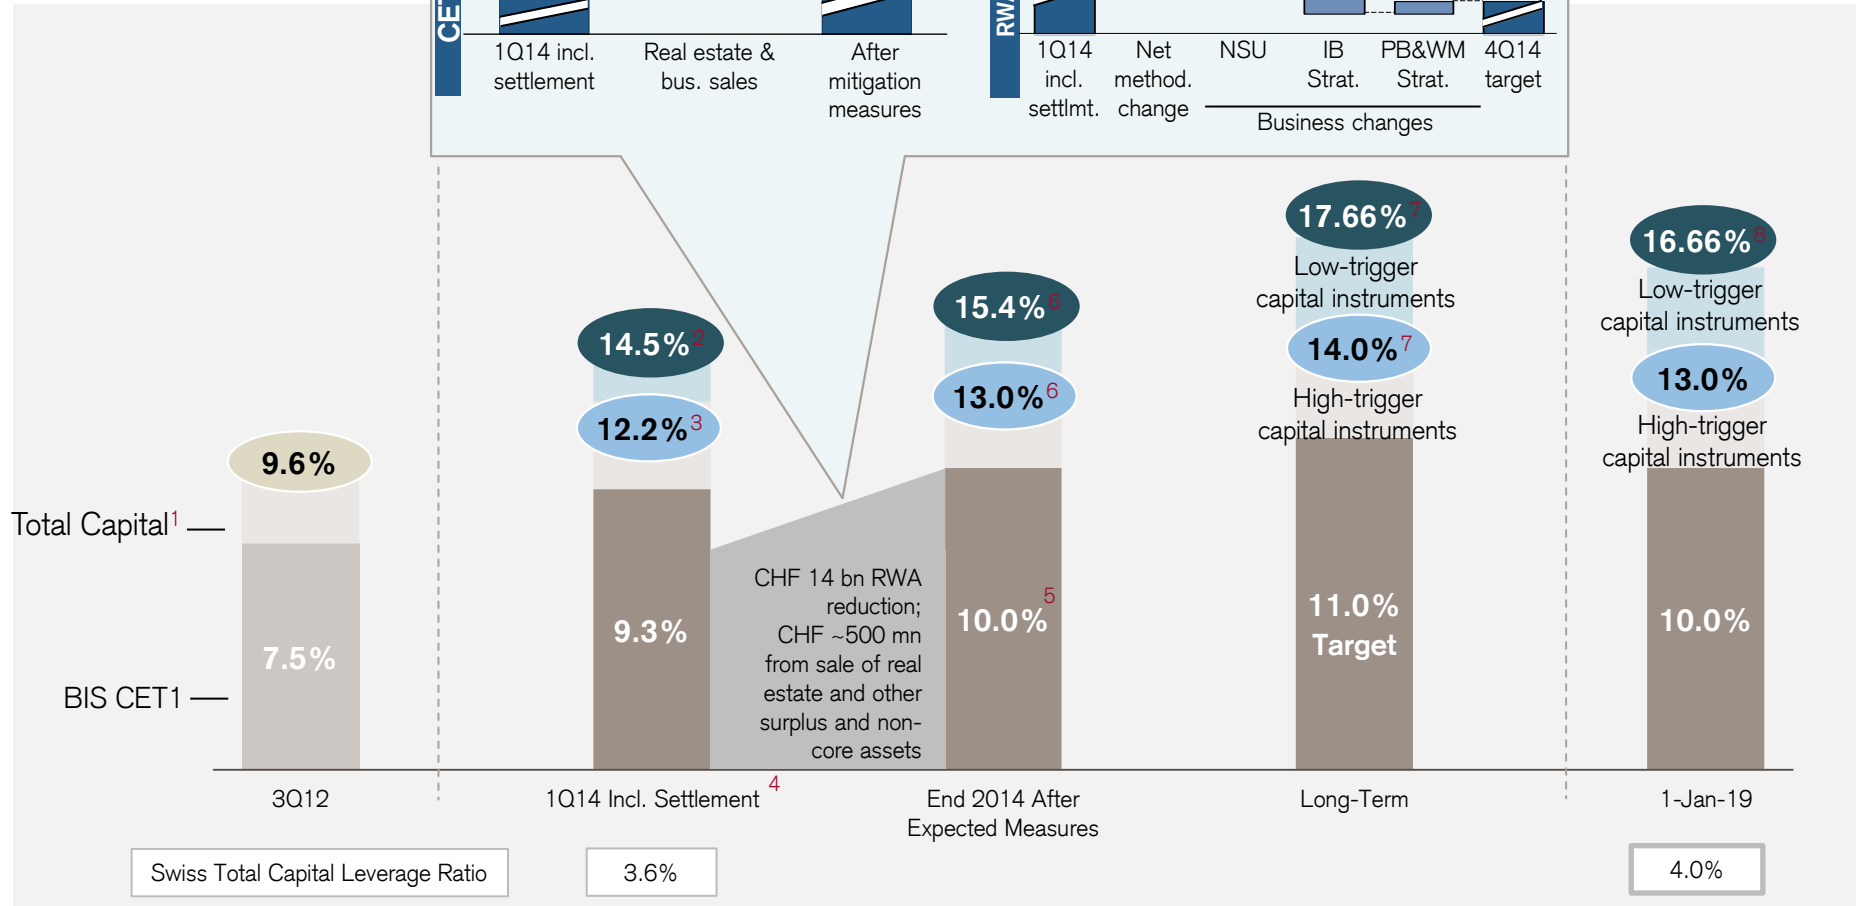 CET
1Q14 incl.
settlement
Real estate &
bus. sales
After
mitigation
measures
RWA
1Q14
incl.
settlmt.
Net
method.
change
NSU
IB
Strat.
PB&WM
Strat.
4Q14
target
Business changes
17.66%7
Low-trigger
capital instruments
14.0%7
High-trigger
capital instruments
11.0%
Target
16.66%8
Low-trigger
capital instruments
13.0%
High-trigger
capital instruments
10.0%
15.4%6
13.0%6
10.0%5
14.5%2
12.2%3
9.3%
9.6%
7.5%
Total Capital1
BIS CET1
CHF 14 bn RWA
reduction;
CHF ~500 mn
from sale of real
estate and other
surplus and non-
core assets
3Q12
1Q14 Incl. Settlement 4
End 2014 After
Expected Measures
Long-Term
1-Jan-19
Swiss Total Capital Leverage Ratio
3.6%
4.0%